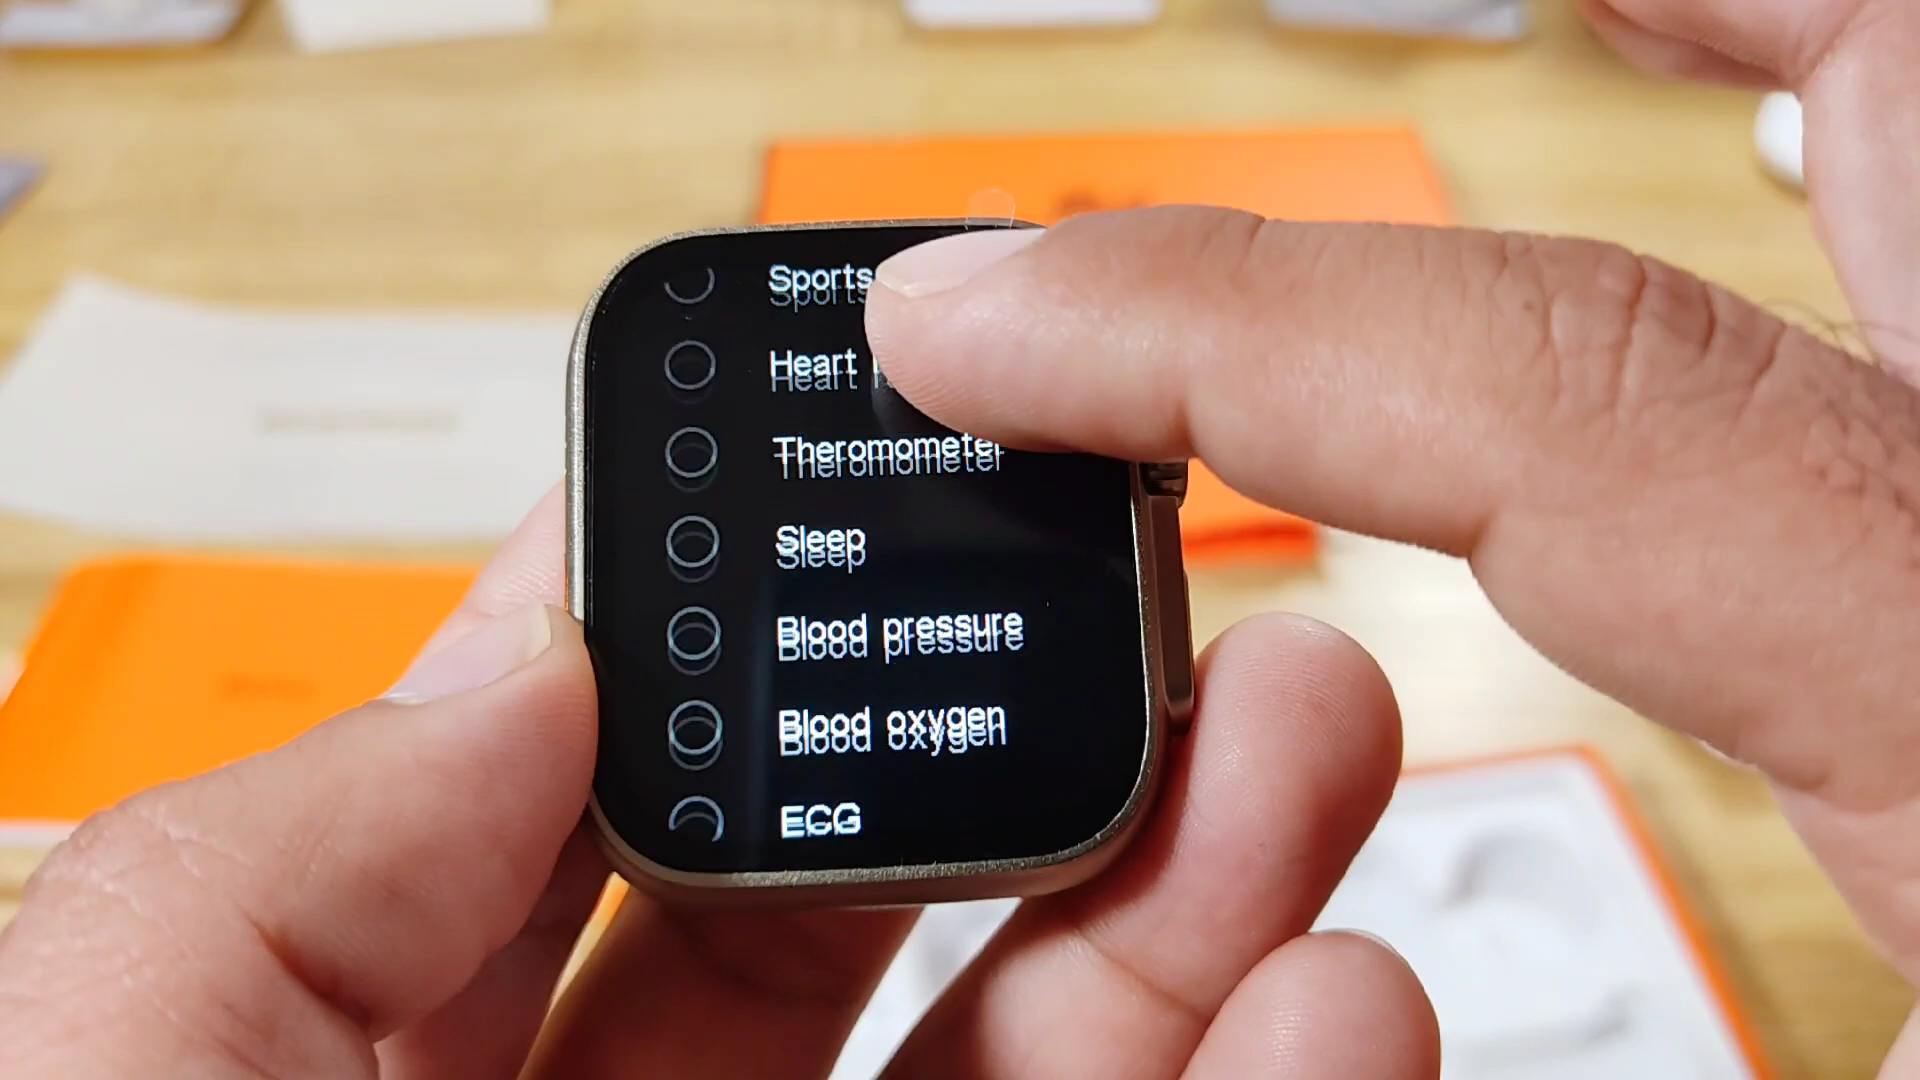 Sports
Heart
Theromometer
Sleep
Blood pressure
Blood oxygen
ECG